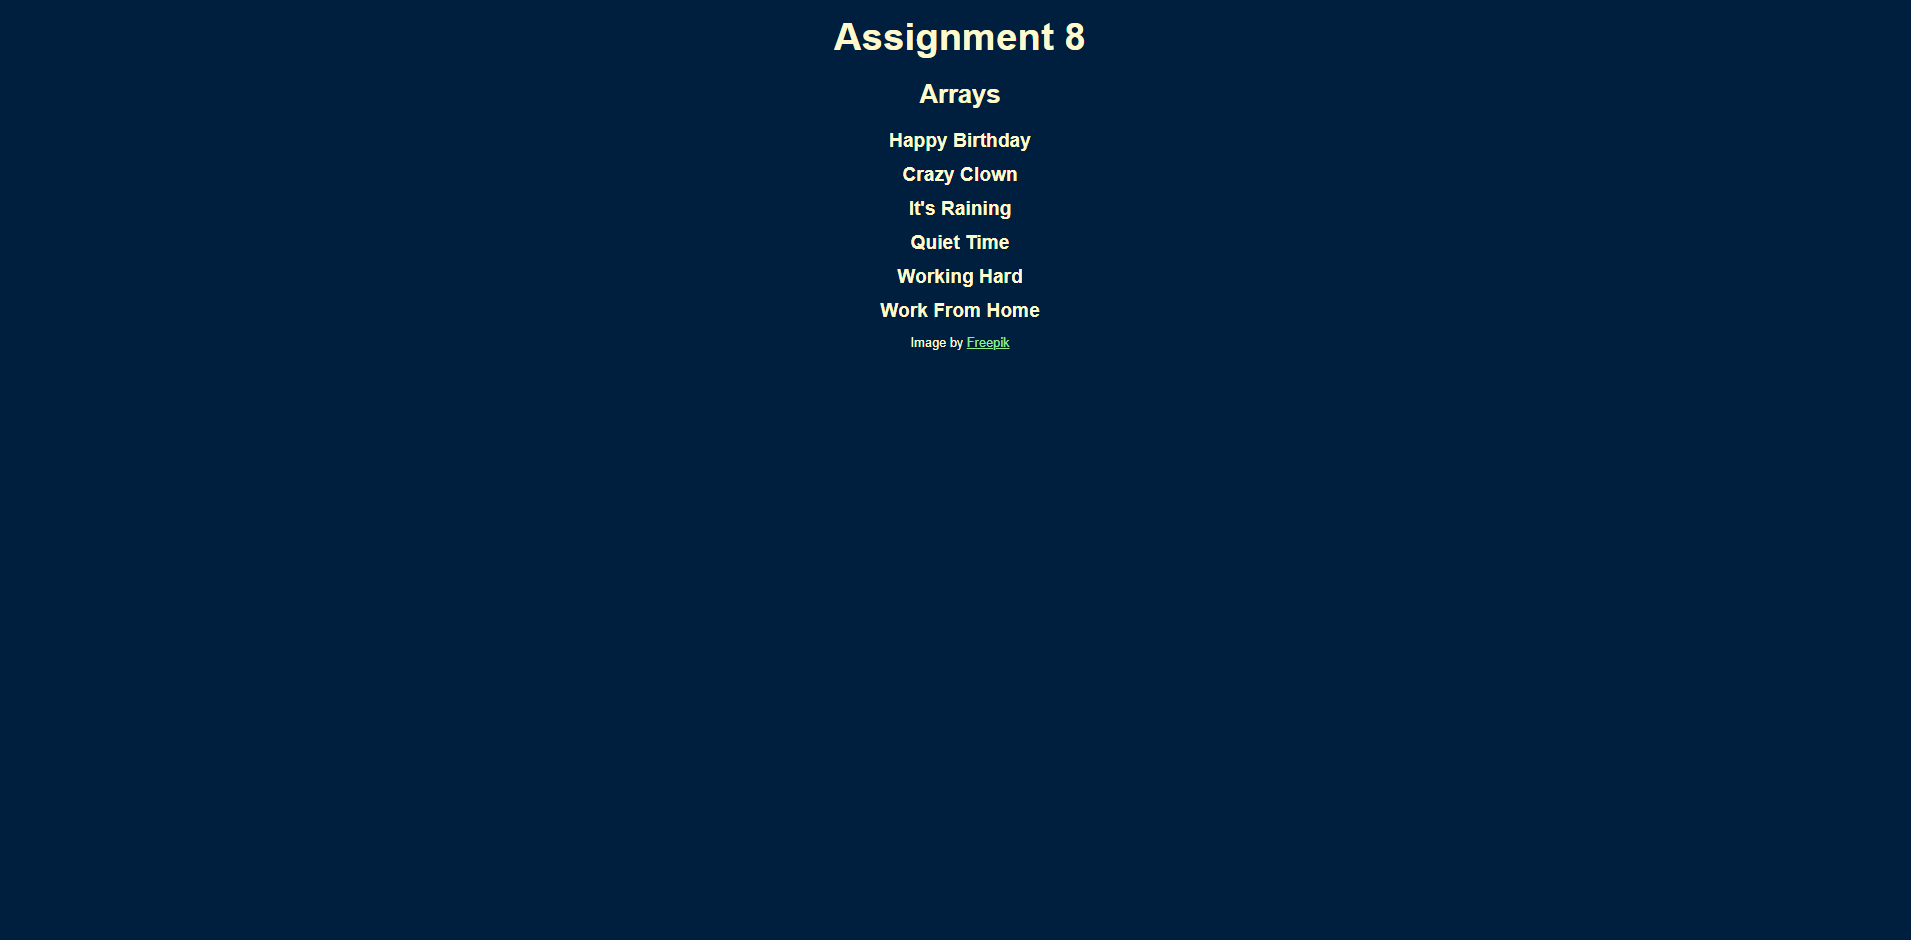 Assignment 8
Arrays
Happy Birthday
Crazy Clown
It's Raining
Quiet Time
Working Hard
Work From Home
Image by Freepik